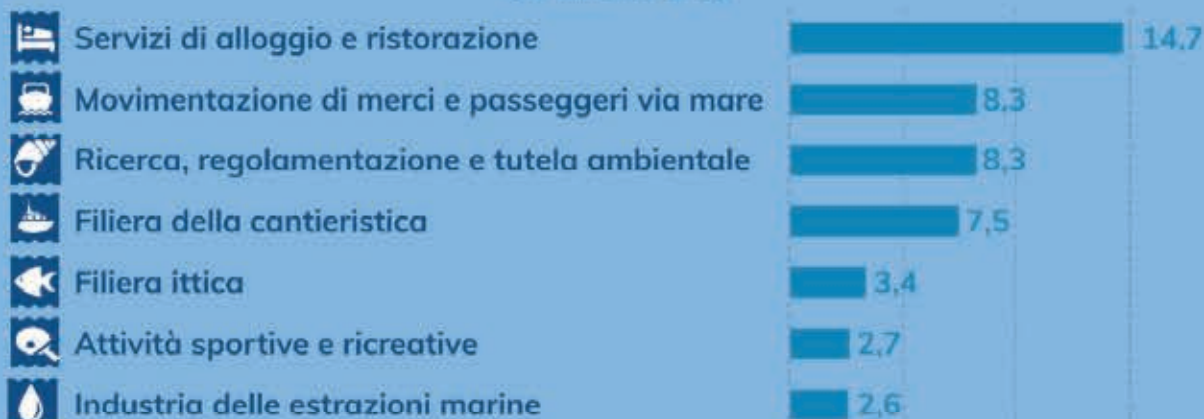 Servizi di alloggio e ristorazione 14,7
Movimentazione di merci e passeggeri via mare 8,3
Ricerca, regolamentazione e tutela ambientale 8,3
Filiera della cantieristica 7,5
Filiera ittica 3,4
Attività sportive e ricreative 2,7
Industria delle estrazioni marine 2,6